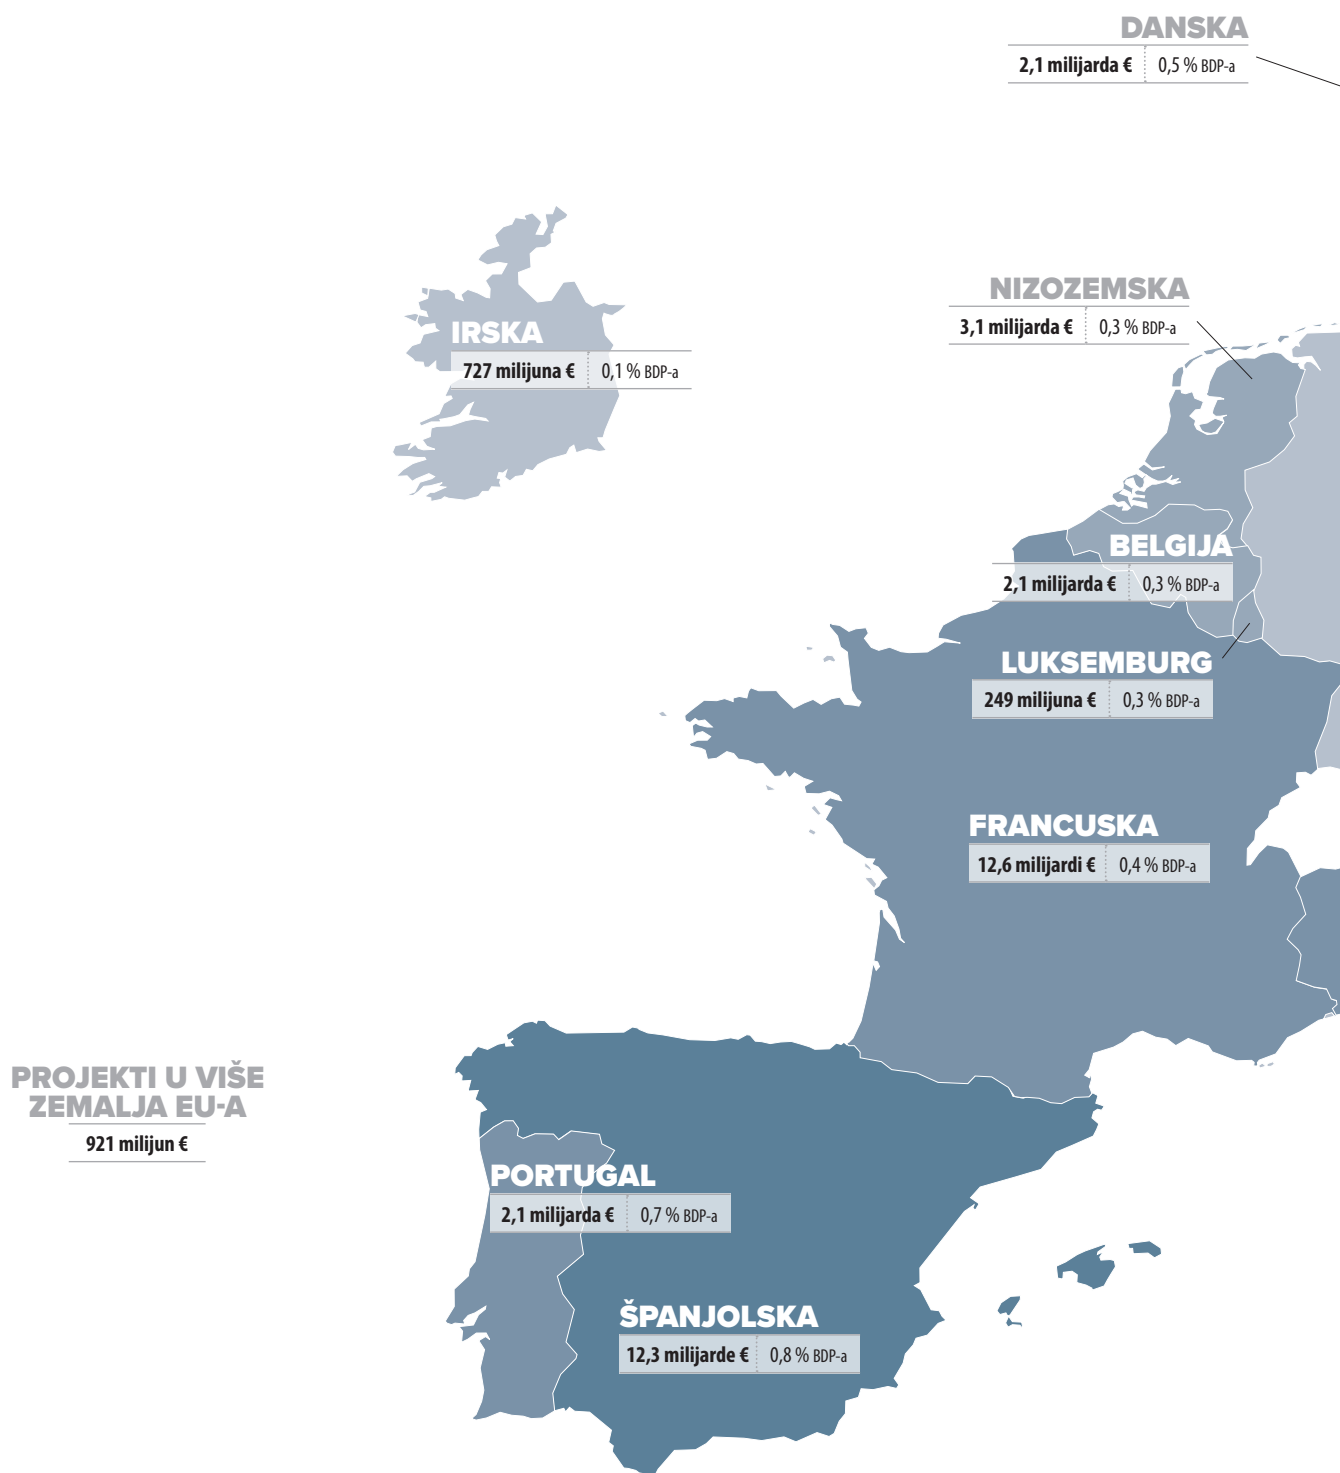 DANSKA
2,1 milijarda € 0,5 % BDP-a
NIZOZEMSKA
3,1 milijarda € 0,3 % BDP-a
IRSKA
727 milijuna € 0,1 % BDP-a
BELGIJA
2,1 milijarda € 0,3 % BDP-a
LUKSEMBURG
249 milijuna € 0,3 % BDP-a
FRANCUSKA
12,6 milijardi € 0,4 % BDP-a
PROJEKTI U VIŠE
ZEMALJA EU-A
921 milijun €
PORTUGAL
2,1 milijarda € 0,7 % BDP-a
ŠPANJOLSKA
12,3 milijarde € 0,8 % BDP-a